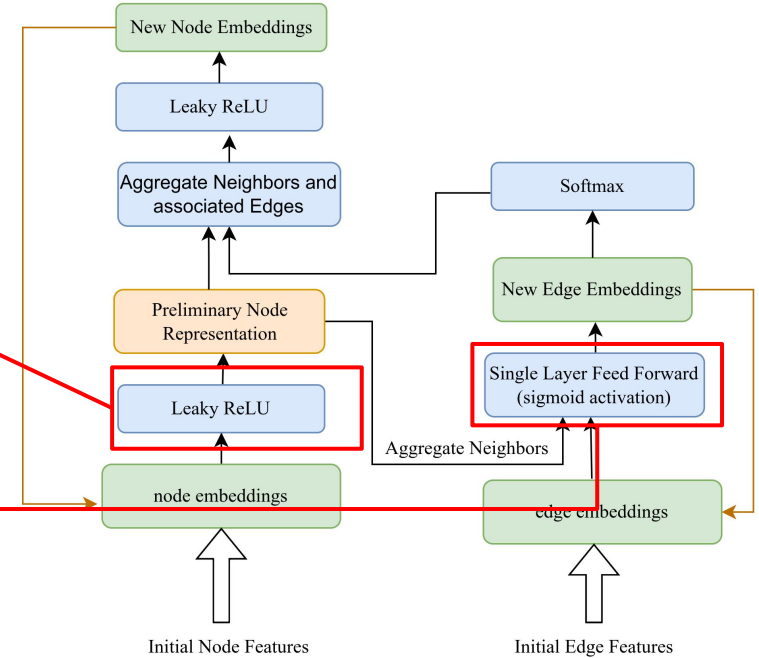 New Node Embeddings
Leaky ReLU
Aggregate Neighbors and
associated Edges
Softmax
New Edge Embeddings
Preliminary Node
Representation
Single Layer Feed Forward
(sigmoid activation)
Leaky ReLU
Aggregate Neighbors
node embeddings
edge embeddings
Initial Node Features
Initial Edge Features